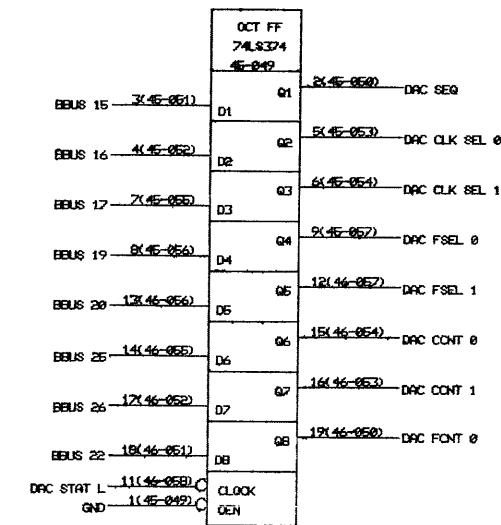 OCT FF
74LS374
45-049
2(45-050) DAC SEQ
Q1
BBUS 15 3(45-051) D1
5(45-053) DAC CLK SEL 0
Q2
BBUS 16 4(45-052) D2
6(45-054) DAC CLK SEL 1
Q3
BBUS 17 7(45-055) D3
9(45-057) DAC FSEL 0
Q4
BBUS 19 8(45-056) D4
12(46-057) DAC FSEL 1
Q5
BBUS 20 13(46-056) D5
15(46-054) DAC CCNT 0
Q6
BBUS 25 14(46-055) D6
16(46-053) DAC CCNT 1
Q7
BBUS 26 17(46-052) D7
19(46-050) DAC FCNT 0
Q8
BBUS 22 18(46-051) D8
DAC STAT L 11(46-058) CLOCK
GND 1(45-049) OEN